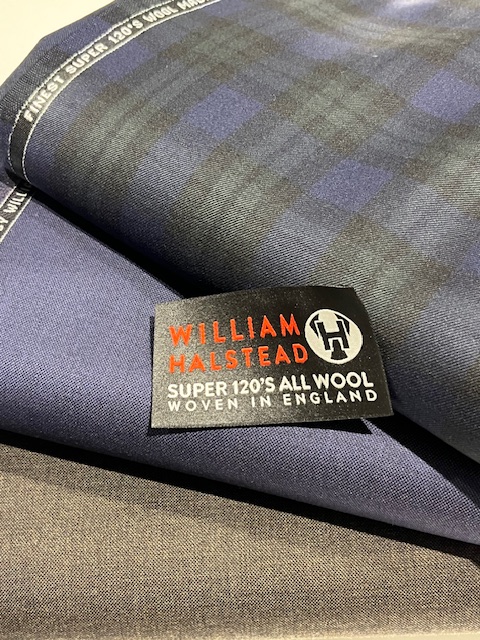 FINEST SUPER 120'S WOOL
WILLIAM
HALSTEAD
H
SUPER 120'S ALL WOOL
WOVEN IN ENGLAND